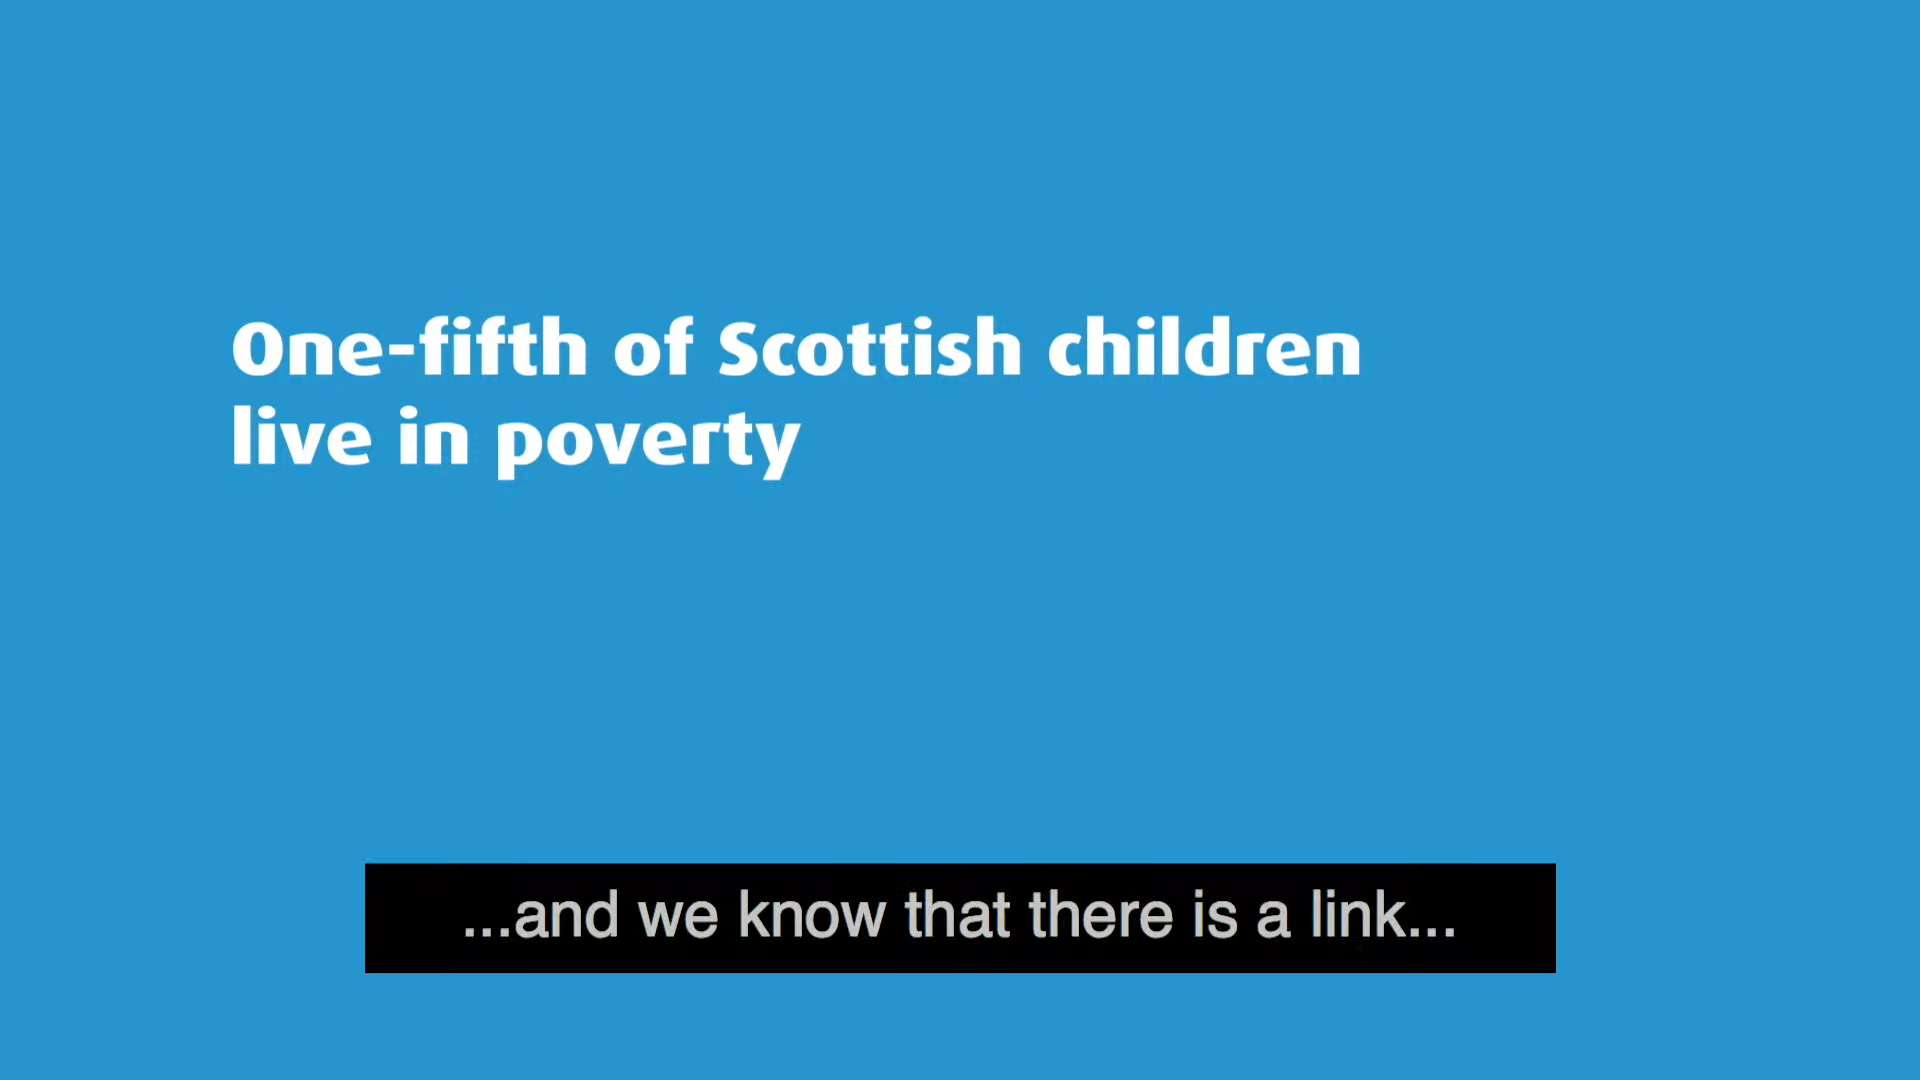 One-fifth of Scottish children
live in poverty
...and we know that there is a link...